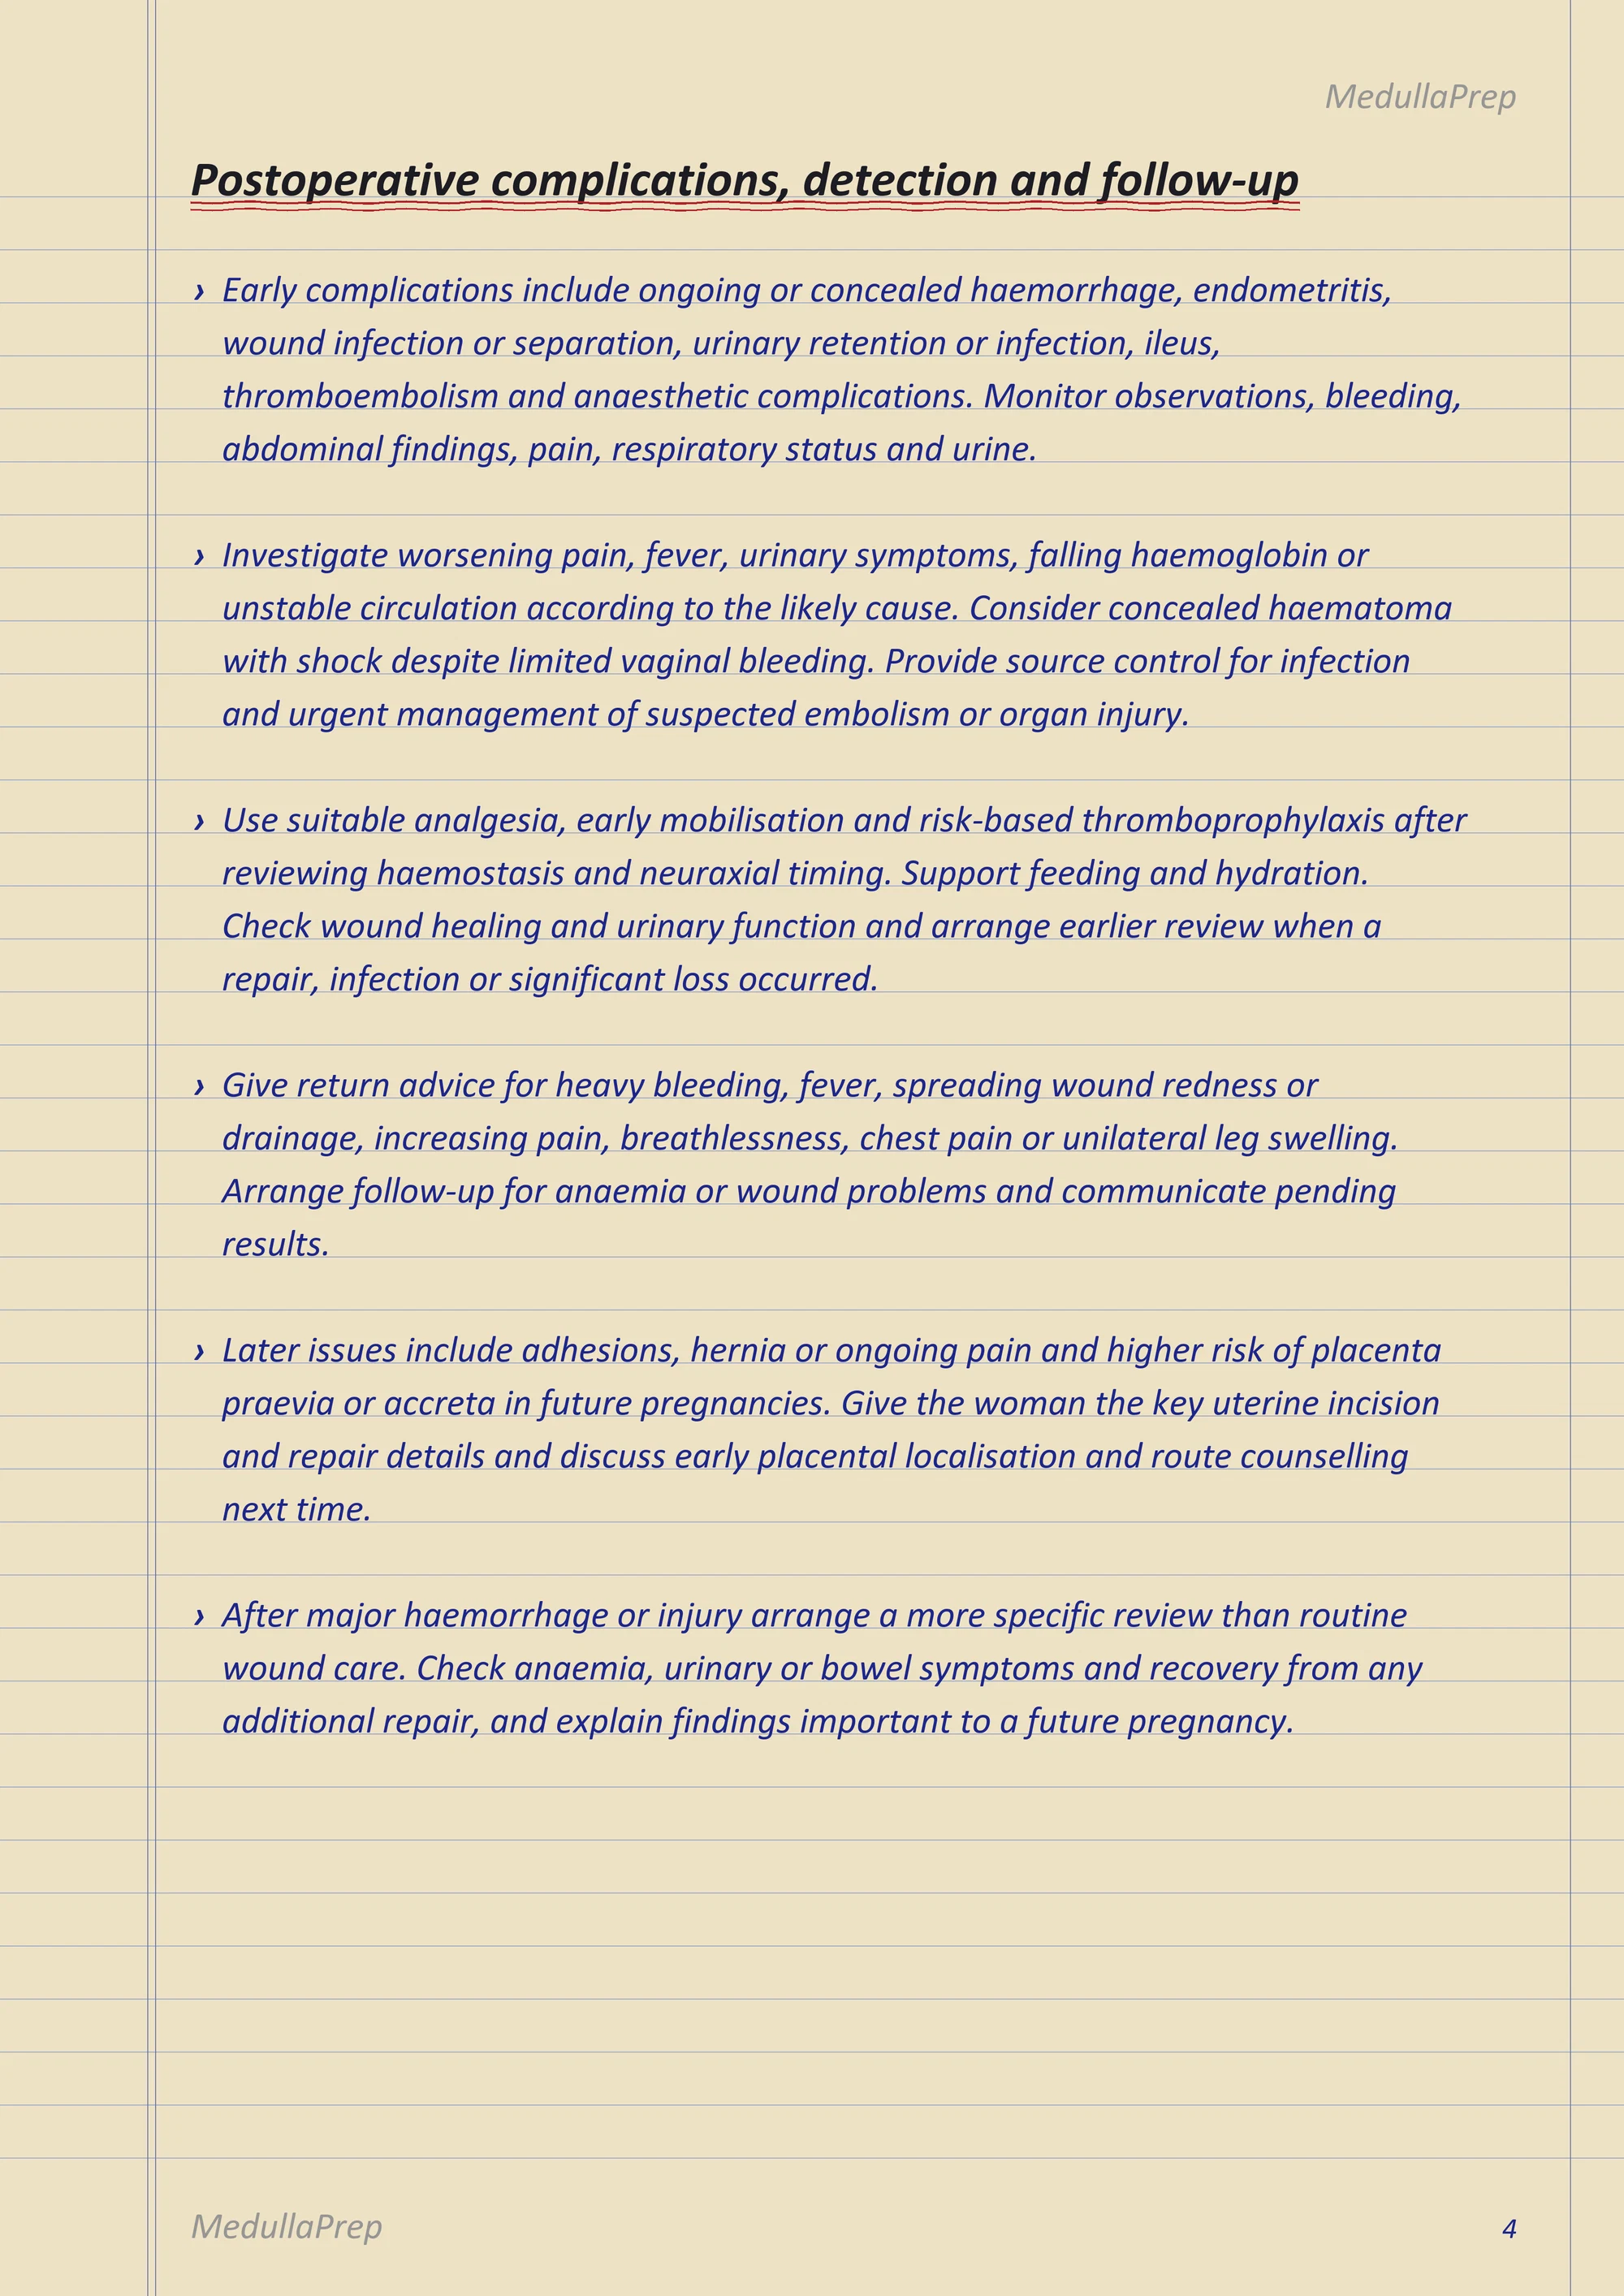 MedullaPrep
Postoperative complications, detection and follow-up
› Early complications include ongoing or concealed haemorrhage, endometritis,
wound infection or separation, urinary retention or infection, ileus,
thromboembolism and anaesthetic complications. Monitor observations, bleeding,
abdominal findings, pain, respiratory status and urine.
› Investigate worsening pain, fever, urinary symptoms, falling haemoglobin or
unstable circulation according to the likely cause. Consider concealed haematoma
with shock despite limited vaginal bleeding. Provide source control for infection
and urgent management of suspected embolism or organ injury.
› Use suitable analgesia, early mobilisation and risk-based thromboprophylaxis after
reviewing haemostasis and neuraxial timing. Support feeding and hydration.
Check wound healing and urinary function and arrange earlier review when a
repair, infection or significant loss occurred.
› Give return advice for heavy bleeding, fever, spreading wound redness or
drainage, increasing pain, breathlessness, chest pain or unilateral leg swelling.
Arrange follow-up for anaemia or wound problems and communicate pending
results.
› Later issues include adhesions, hernia or ongoing pain and higher risk of placenta
praevia or accreta in future pregnancies. Give the woman the key uterine incision
and repair details and discuss early placental localisation and route counselling
next time.
› After major haemorrhage or injury arrange a more specific review than routine
wound care. Check anaemia, urinary or bowel symptoms and recovery from any
additional repair, and explain findings important to a future pregnancy.
MedullaPrep
4